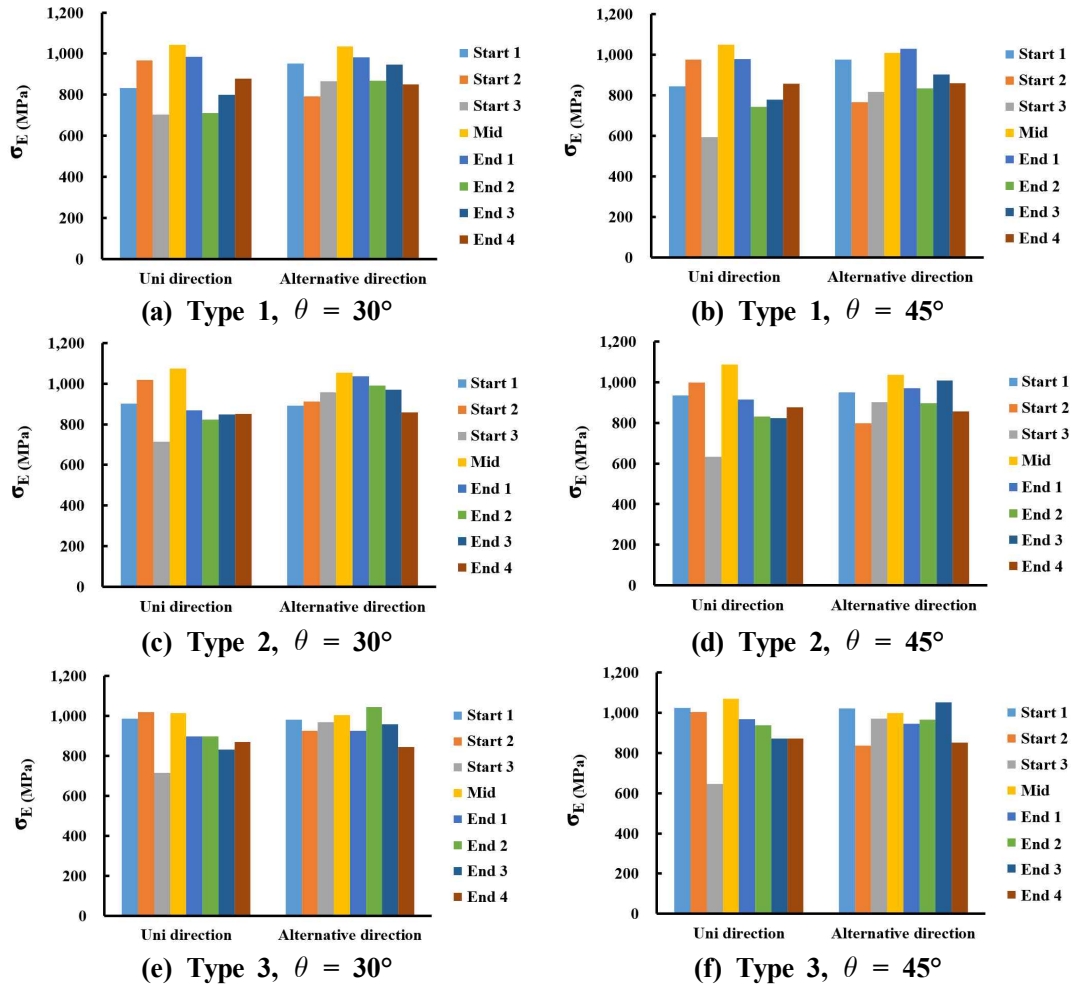 1,200
1,000
800
600
400
200
0
σE (MPa)
Uni direction
Alternative direction
Start 1
Start 2
Start 3
Mid
End 1
End 2
End 3
End 4
(a) Type 1, θ = 30°
1,200
1,000
800
600
400
200
0
σE (MPa)
Uni direction
Alternative direction
Start 1
Start 2
Start 3
Mid
End 1
End 2
End 3
End 4
(b) Type 1, θ = 45°
1,200
1,000
800
600
400
200
0
σE (MPa)
Uni direction
Alternative direction
Start 1
Start 2
Start 3
Mid
End 1
End 2
End 3
End 4
(c) Type 2, θ = 30°
1,200
1,000
800
600
400
200
0
σE (MPa)
Uni direction
Alternative direction
Start 1
Start 2
Start 3
Mid
End 1
End 2
End 3
End 4
(d) Type 2, θ = 45°
1,200
1,000
800
600
400
200
0
σE (MPa)
Uni direction
Alternative direction
Start 1
Start 2
Start 3
Mid
End 1
End 2
End 3
End 4
(e) Type 3, θ = 30°
1,200
1,000
800
600
400
200
0
σE (MPa)
Uni direction
Alternative direction
Start 1
Start 2
Start 3
Mid
End 1
End 2
End 3
End 4
(f) Type 3, θ = 45°